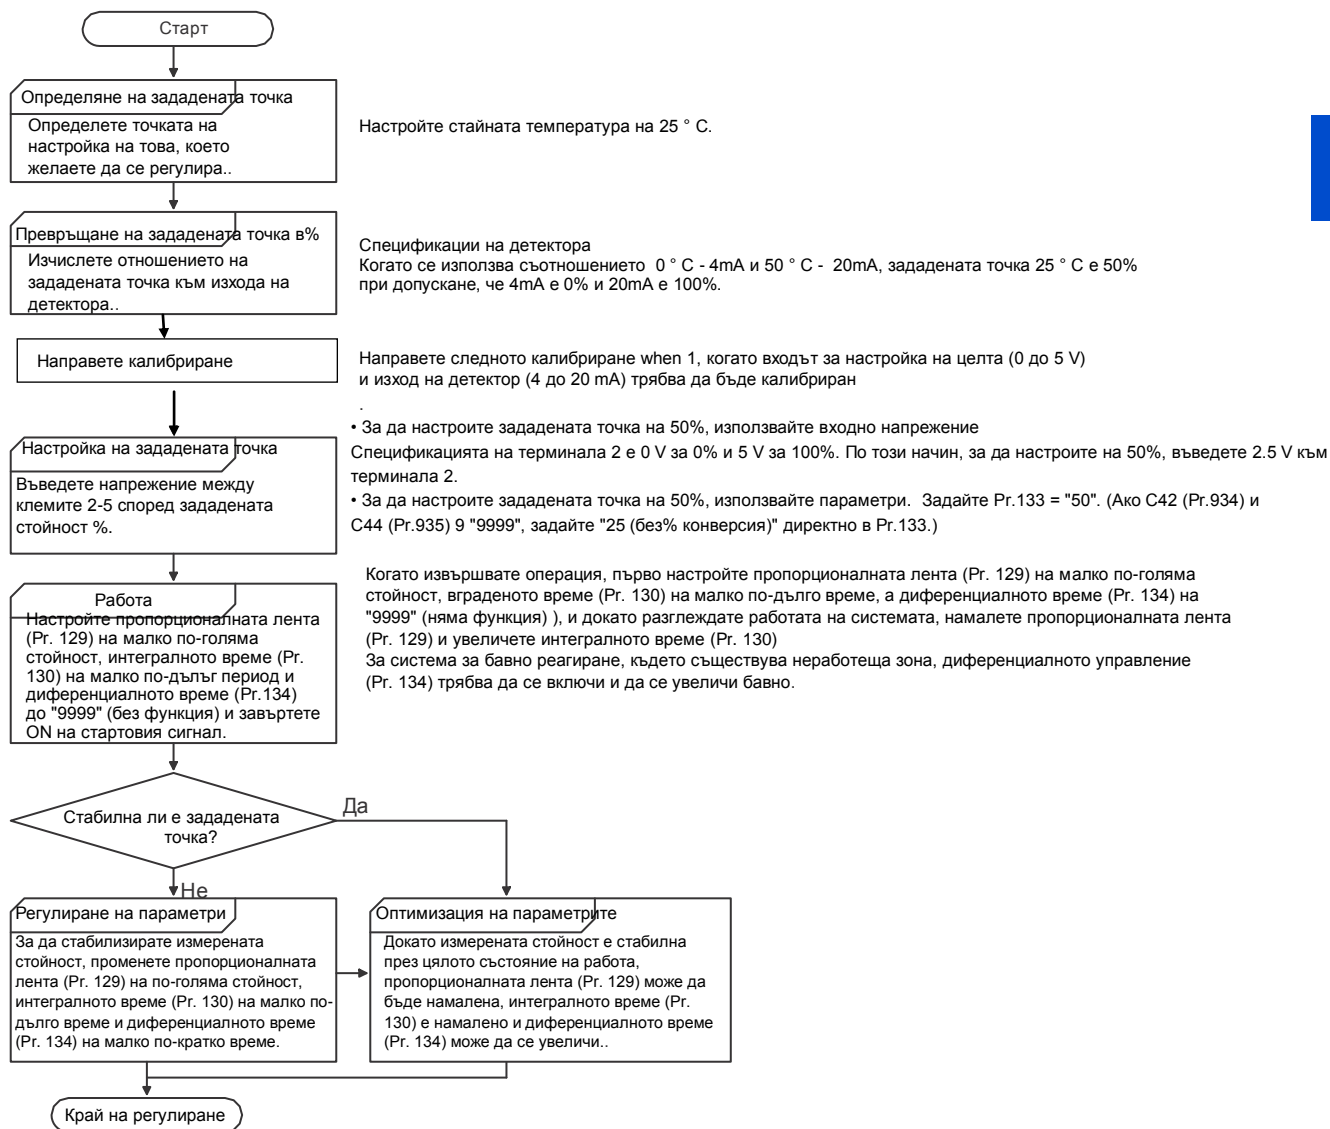 Старт
Определяне на зададената точка
Определете точката на
настройка на това, което
желаете да се регулира..
Настройте стайната температура на 25 ° C.
Превръщане на зададената точка в%
Изчислете отношението на
зададената точка към изхода на
детектора..
Спецификации на детектора
Когато се използва съотношението 0 ° C - 4mA и 50 ° C - 20mA, зададената точка 25 ° C е 50%
при допускане, че 4mA е 0% и 20mA е 100%.
Направете калибриране
Направете следното калибриране when 1, когато входът за настройка на целта (0 до 5 V)
и изход на детектор (4 до 20 mA) трябва да бъде калибриран
.
Настройка на зададената точка
Въведете напрежение между
клемите 2-5 според зададената
стойност %.
• За да настроите зададената точка на 50%, използвайте входно напрежение
Спецификацията на терминала 2 е 0 V за 0% и 5 V за 100%. По този начин, за да настроите на 50%, въведете 2.5 V към
терминала 2.
• За да настроите зададената точка на 50%, използвайте параметри. Задайте Pr.133 = "50". (Ако C42 (Pr.934) и
C44 (Pr.935) 9 "9999", задайте "25 (без% конверсия)" директно в Pr.133.)
Работа
Настройте пропорционалната лента
(Pr. 129) на малко по-голяма
стойност, интегралното време (Pr.
130) на малко по-дълъг период и
диференциалното време (Pr.134)
до "9999" (без функция) и завъртете
ON на стартовия сигнал.
Когато извършвате операция, първо настройте пропорционалната лента (Pr. 129) на малко по-голяма
стойност, вграденото време (Pr. 130) на малко по-дълго време, а диференциалното време (Pr. 134) на
"9999" (няма функция) ), и докато разглеждате работата на системата, намалете пропорционалната лента
(Pr. 129) и увеличете интегралното време (Pr. 130)
За система за бавно реагиране, където съществува неработеща зона, диференциалното управление
(Pr. 134) трябва да се включи и да се увеличи бавно.
Стабилна ли е зададената
точка?
Да
Не
Регулиране на параметри
За да стабилизирате измерената
стойност, променете пропорционалната
лента (Pr. 129) на по-голяма стойност,
интегралното време (Pr. 130) на малко по-
дълго време и диференциалното време
(Pr. 134) на малко по-кратко време.
Оптимизация на параметрите
Докато измерената стойност е стабилна
през цялото състояние на работа,
пропорционалната лента (Pr. 129) може да
бъде намалена, интегралното време (Pr.
130) е намалено и диференциалното време
(Pr. 134) може да се увеличи..
Край на регулиране